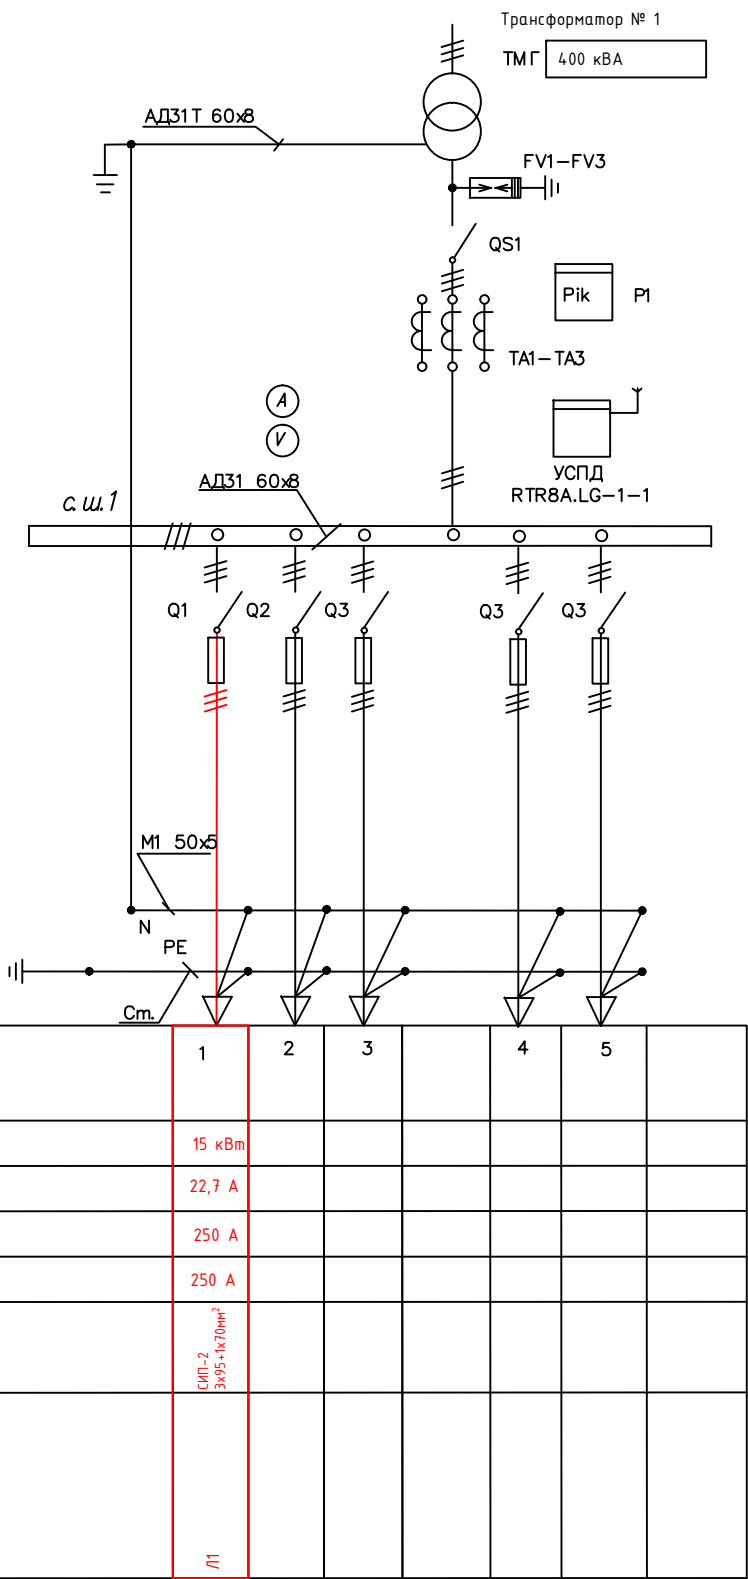 Трансформатор № 1
ТМГ 400 кВА
АД31Т 60х8
FV1-FV3
QS1
Pik P1
TA1-TA3
A
V
УСПД
RTR8A.LG-1-1
АД31 60х8
с.ш.1
Q1 Q2 Q3 Q3 Q3
М1 50х5
N
PE
Ст.
1 2 3 4 5
15 кВт
22,7 А
250 А
250 А
СИП-2
3х95+1х70мм²
Л1